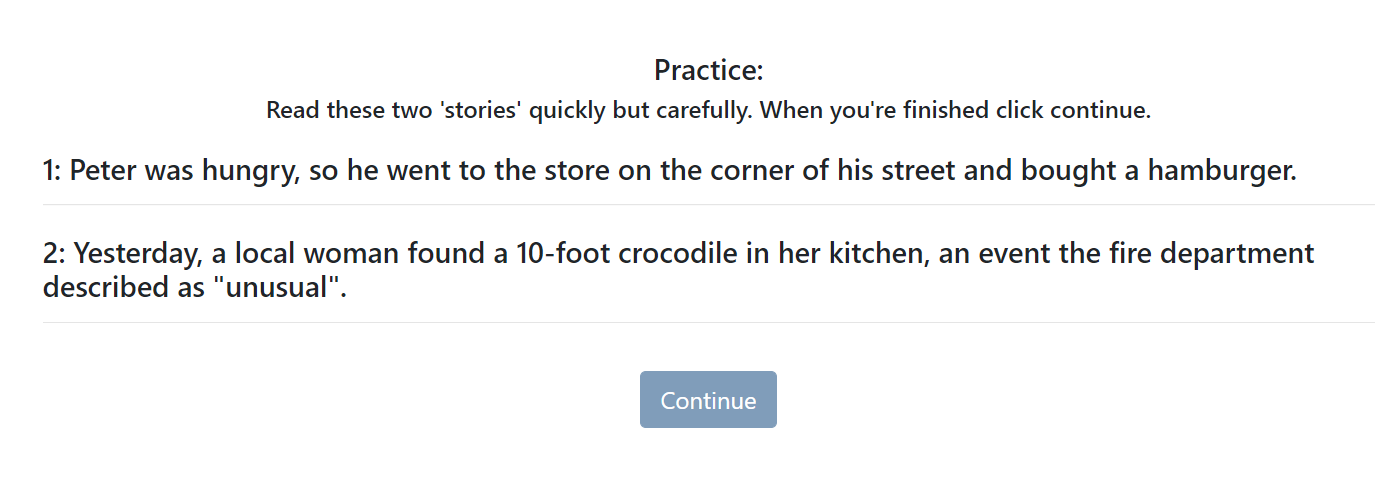 Practice:
Read these two 'stories' quickly but carefully. When you're finished click continue.
1: Peter was hungry, so he went to the store on the corner of his street and bought a hamburger.
2: Yesterday, a local woman found a 10-foot crocodile in her kitchen, an event the fire department
described as "unusual".
Continue